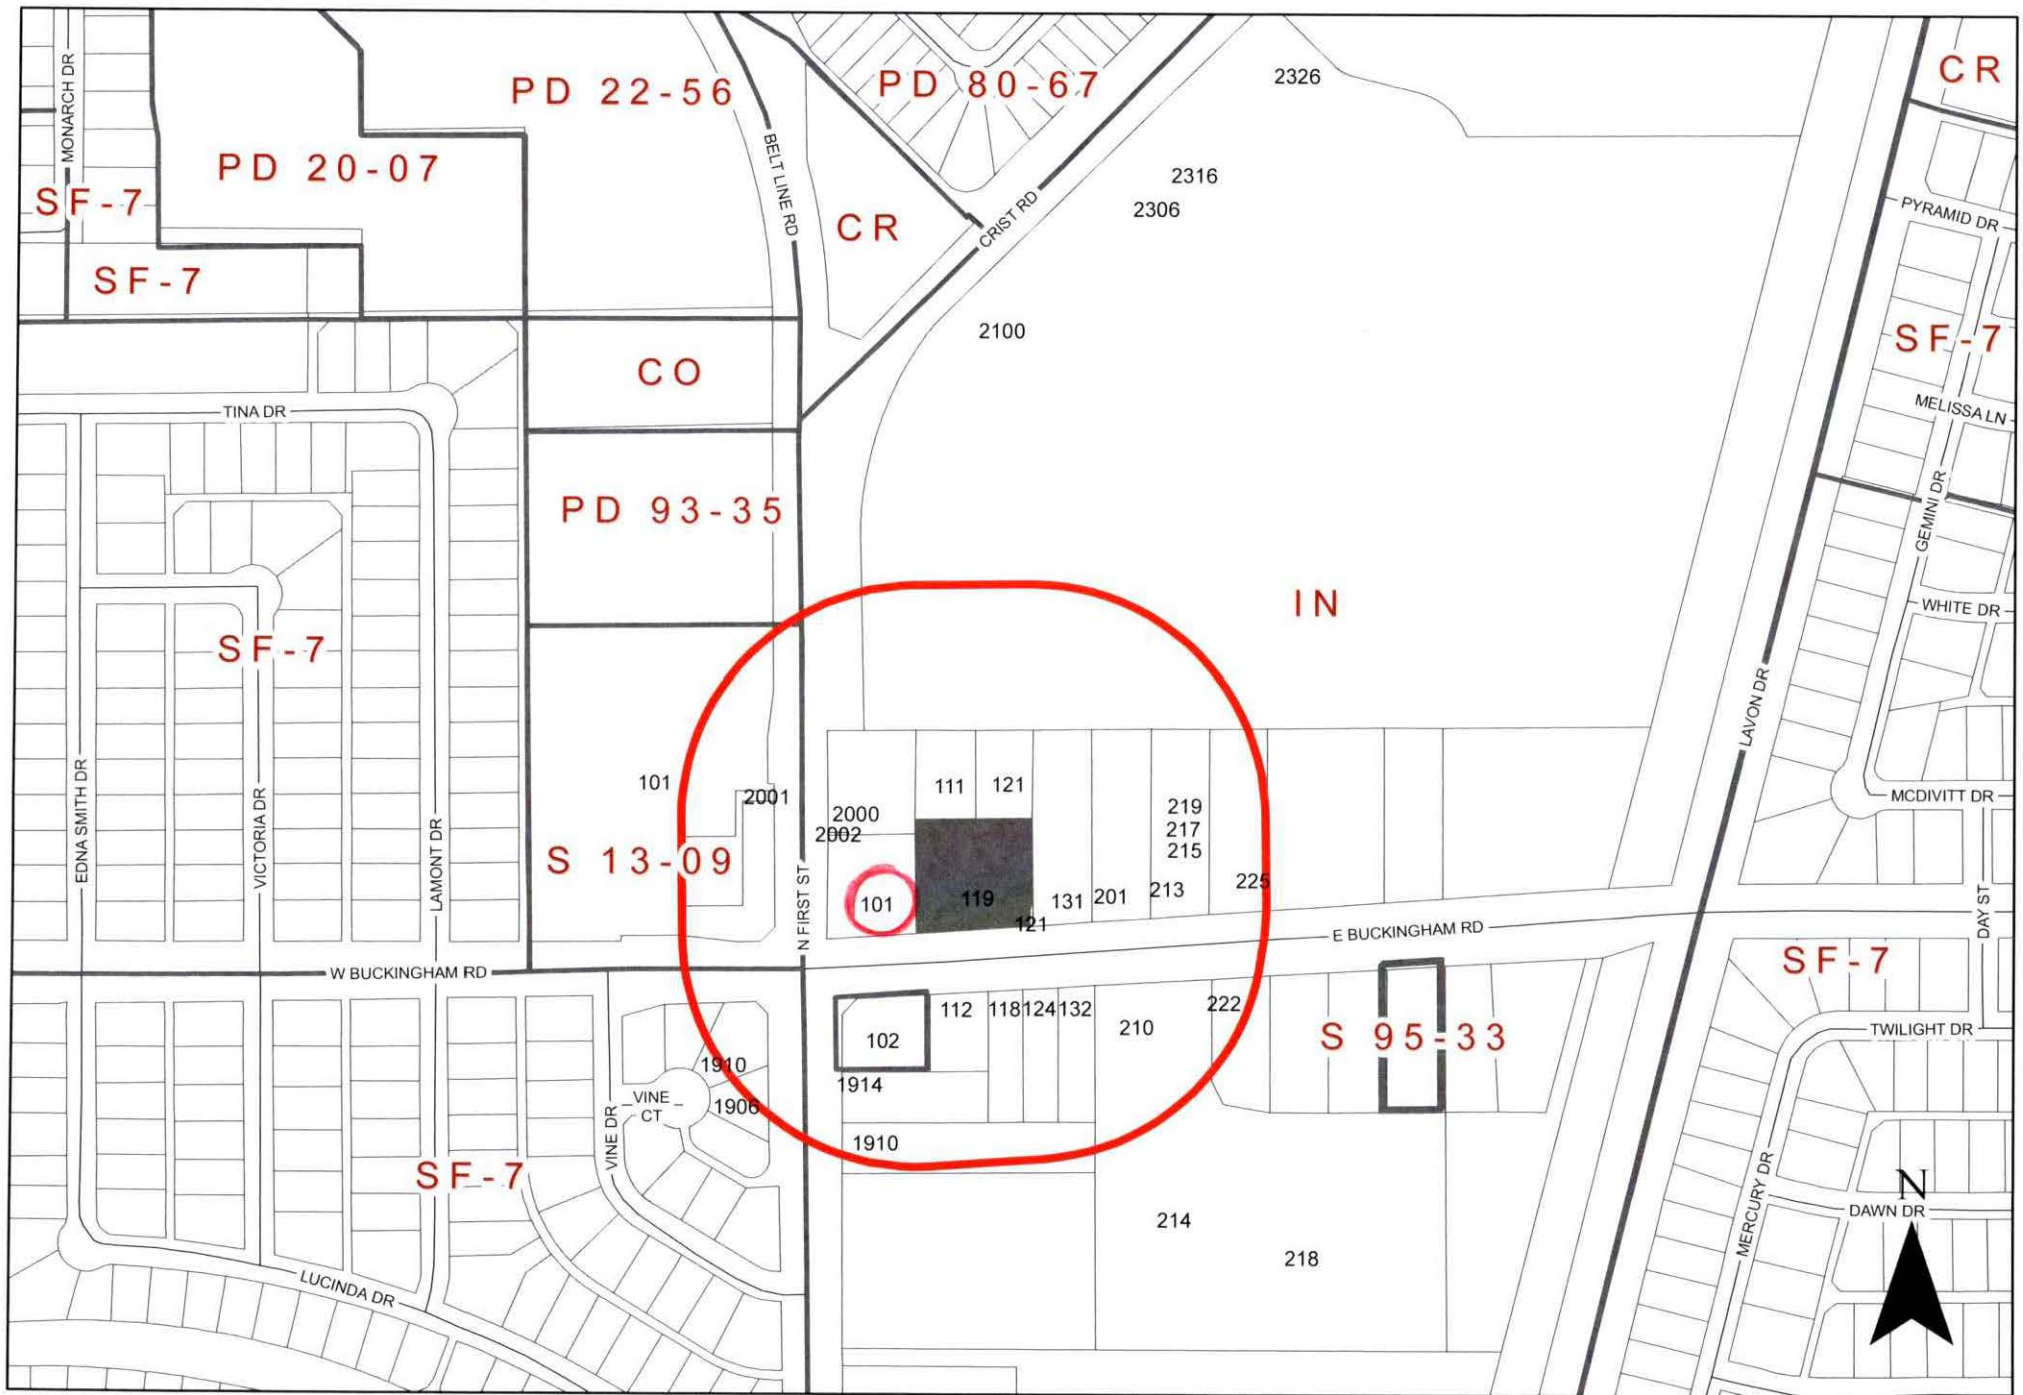 MONARCH DR
PD 22-56
PD 80-67
2326
CR
PD 20-07
BELT LINE RD
SF-7
2316
2306
CR
CRIST RD
PYRAMID DR
SF-7
2100
SF-7
CO
TINA DR
MELISSA LN
PD 93-35
GEMINI DR
IN
WHITE DR
SF-7
LAVON DR
EDNA SMITH DR
VICTORIA DR
LAMONT DR
101
2001
111
121
MCDIVITT DR
2000
2002
219
217
215
S 13-09
N FIRST ST
101
119
121
131
201
213
225
DAY ST
E BUCKINGHAM RD
W BUCKINGHAM RD
SF-7
102
112
118
124
132
210
222
S 95-33
TWILIGHT DR
1910
1914
VINE
CT
1906
VINE DR
1910
SF-7
MERCURY DR
N
DAWN DR
214
218
LUCINDA DR